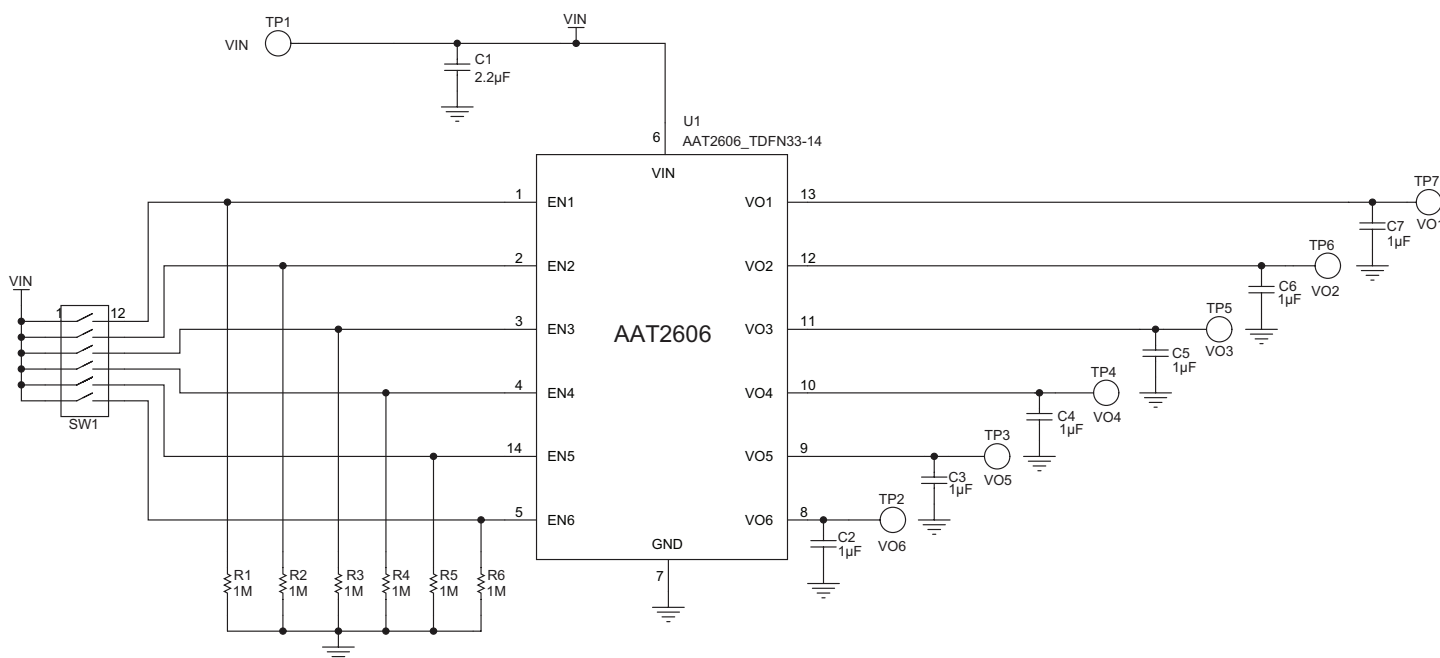 TP1
VIN
VIN
C1
2.2µF
U1
AAT2606_TDFN33-14
6
VIN
1 EN1 VO1 13
TP7
VO1
C7
1µF
2 EN2 VO2 12
TP6
VO2
C6
1µF
VIN
1 12
SW1
3 EN3 VO3 11
AAT2606
TP5
VO3
C5
1µF
4 EN4 VO4 10
TP4
VO4
C4
1µF
14 EN5 VO5 9
TP3
VO5
C3
1µF
5 EN6 VO6 8
TP2
VO6
C2
1µF
GND
7
R1
1M
R2
1M
R3
1M
R4
1M
R5
1M
R6
1M